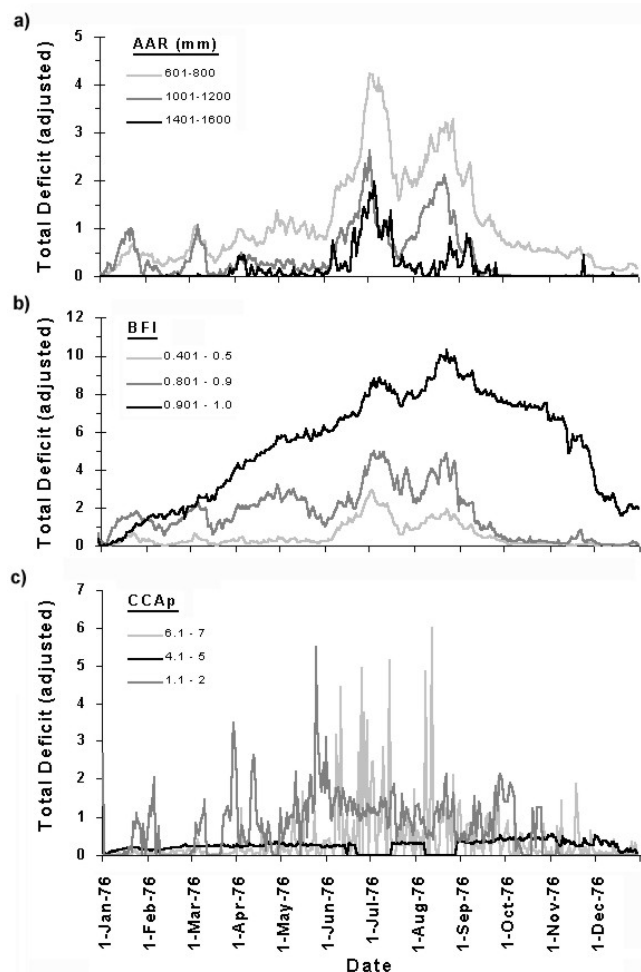 a)
AAR (mm)
601-800
1001-1200
1401-1600
Total Deficit (adjusted)
5
4
3
2
1
0
b)
BFI
0.401 - 0.5
0.801 - 0.9
0.901 - 1.0
Total Deficit (adjusted)
12
10
8
6
4
2
0
c)
CCAp
6.1 - 7
4.1 - 5
1.1 - 2
Total Deficit (adjusted)
7
6
5
4
3
2
1
0
1-Jan-76
1-Feb-76
1-Mar-76
1-Apr-76
1-May-76
1-Jun-76
1-Jul-76
1-Aug-76
1-Sep-76
1-Oct-76
1-Nov-76
1-Dec-76
Date